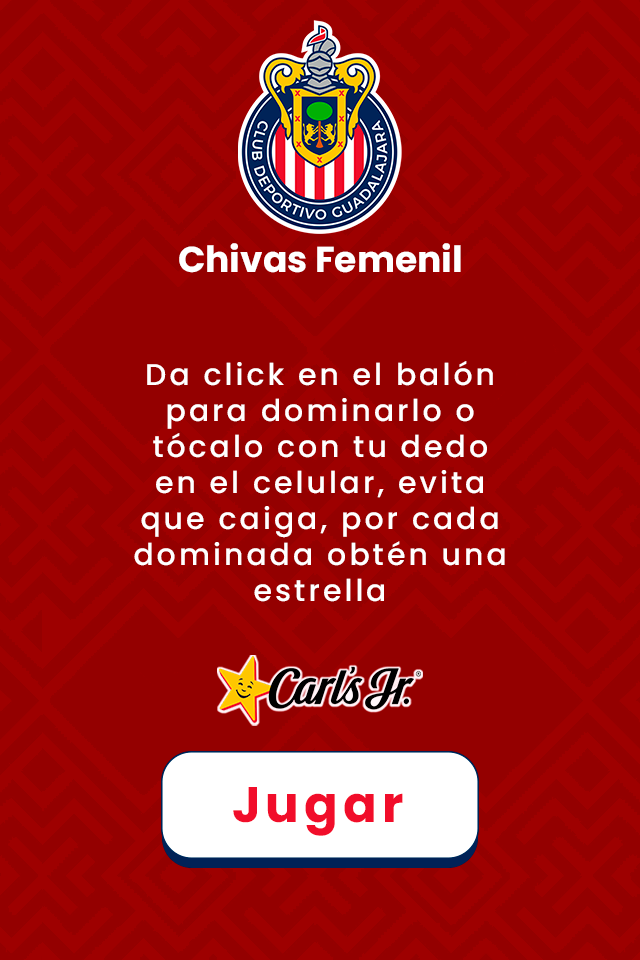 CLUB DEPORTIVO GUADALAJARA
Chivas Femenil
Da click en el balón
para dominarlo o
tócalo con tu dedo
en el celular, evita
que caiga, por cada
dominada obtén una
estrella
Carl's Jr.®
Jugar